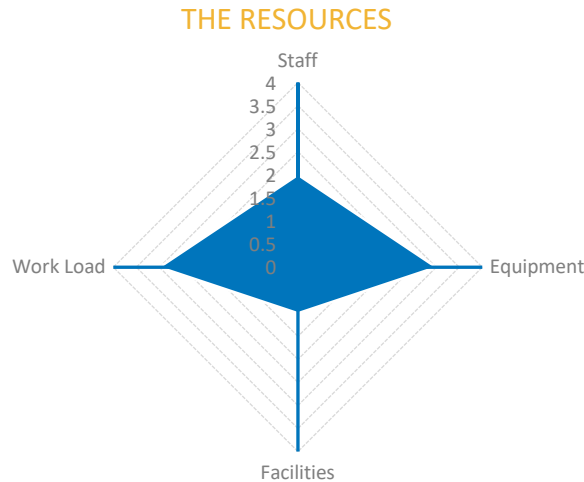 THE RESOURCES
Staff
4
3.5
3
2.5
2
1.5
1
0.5
0
Work Load
Equipment
Facilities